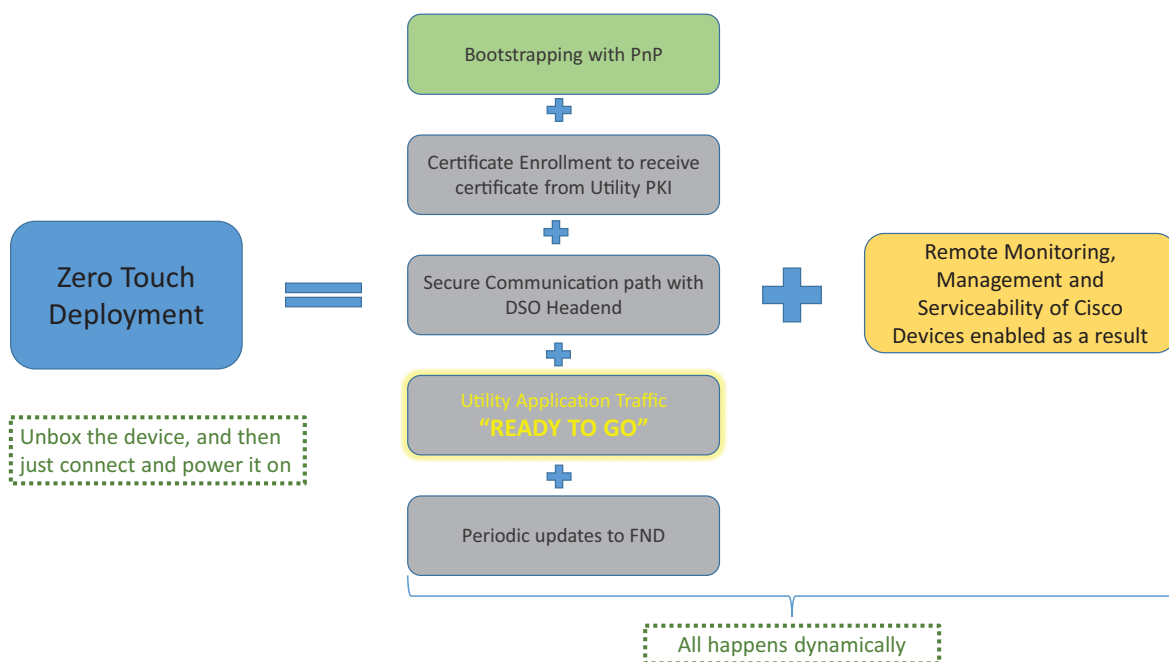 Bootstrapping with PnP
Certificate Enrollment to receive
certificate from Utility PKI
Zero Touch
Deployment
Secure Communication path with
DSO Headend
Remote Monitoring,
Management and
Serviceability of Cisco
Devices enabled as a result
Utility Application Traffic
“READY TO GO”
Unbox the device, and then
just connect and power it on
Periodic updates to FND
All happens dynamically